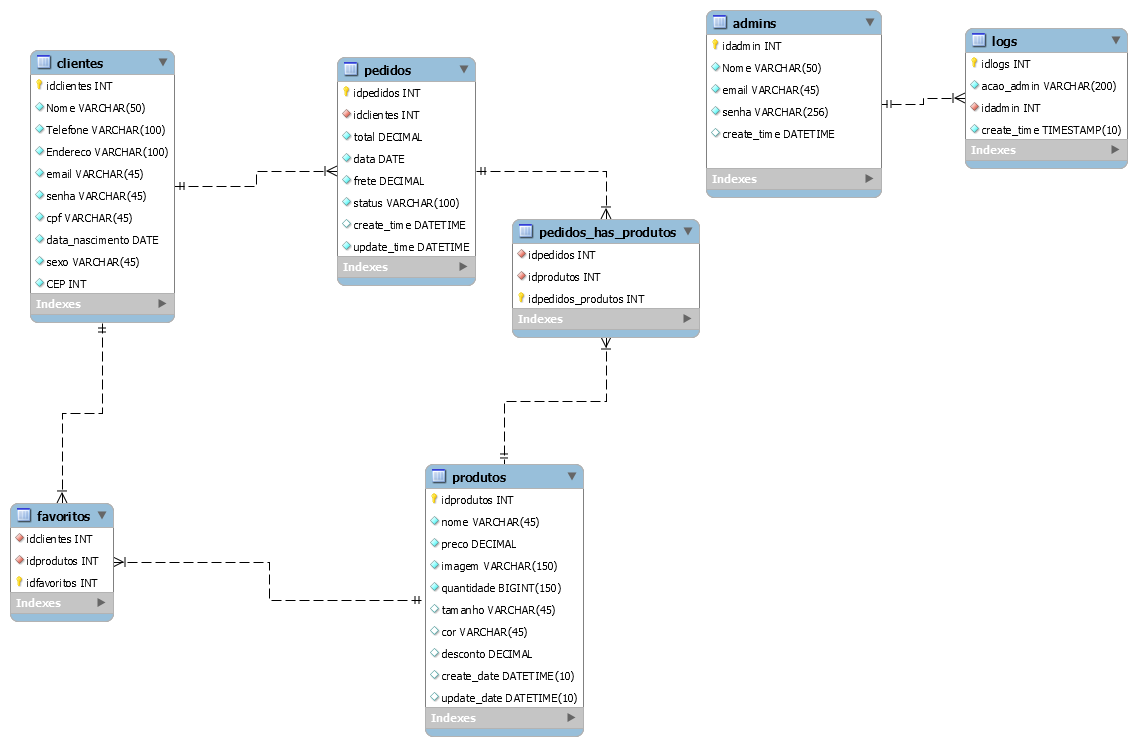 clientes
idclientes INT
Nome VARCHAR(50)
Telefone VARCHAR(100)
Endereco VARCHAR(100)
email VARCHAR(45)
senha VARCHAR(45)
cpf VARCHAR(45)
data_nascimento DATE
sexo VARCHAR(45)
CEP INT
Indexes
pedidos
idpedidos INT
idclientes INT
total DECIMAL
data DATE
frete DECIMAL
status VARCHAR(100)
create_time DATETIME
update_time DATETIME
Indexes
admins
idadmin INT
Nome VARCHAR(50)
email VARCHAR(45)
senha VARCHAR(256)
create_time DATETIME
Indexes
logs
idlogs INT
acao_admin VARCHAR(200)
idadmin INT
create_time TIMESTAMP(10)
Indexes
pedidos_has_produtos
idpedidos INT
idprodutos INT
idpedidos_produtos INT
Indexes
favoritos
idclientes INT
idprodutos INT
idfavoritos INT
Indexes
produtos
idprodutos INT
nome VARCHAR(45)
preco DECIMAL
imagem VARCHAR(150)
quantidade BIGINT(150)
tamanho VARCHAR(45)
cor VARCHAR(45)
desconto DECIMAL
create_date DATETIME(10)
update_date DATETIME(10)
Indexes